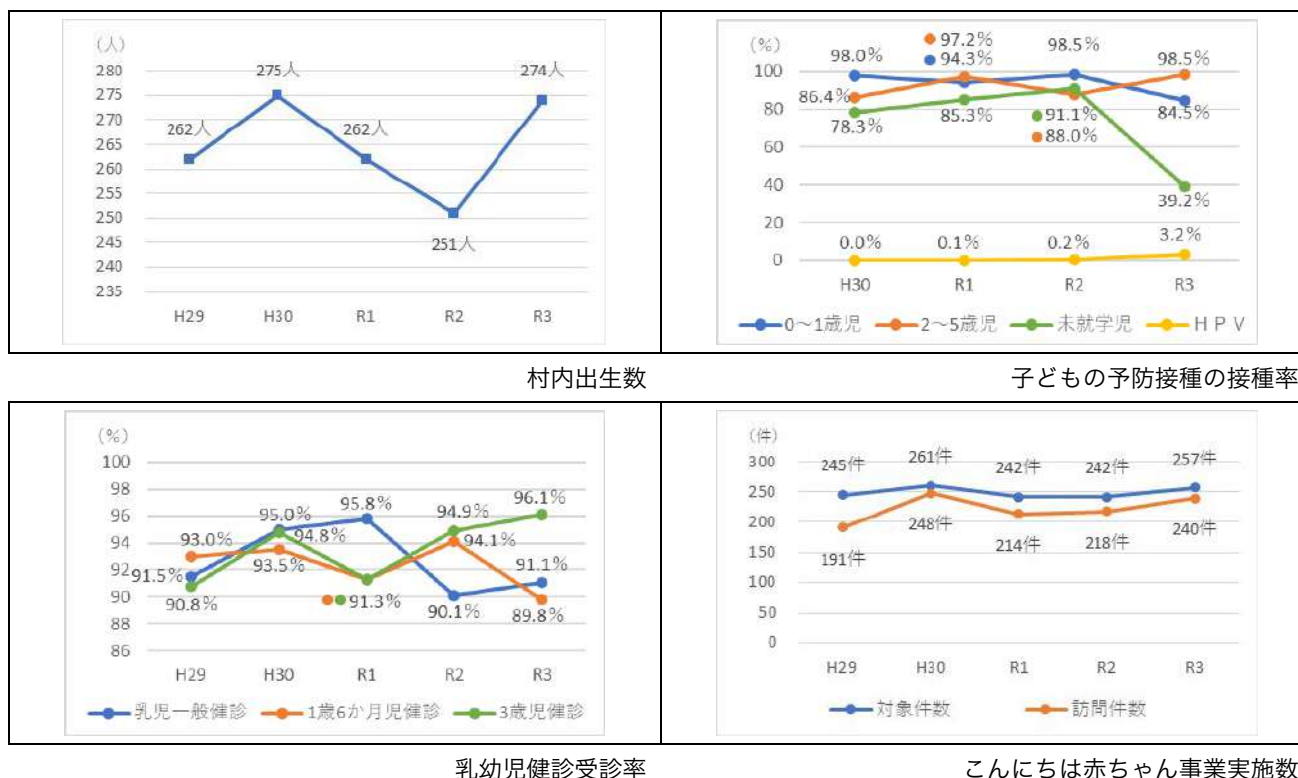 (人)
280
275
270
265
260
255
250
245
240
235
262人
275人
262人
251人
274人
H29
H30
R1
R2
R3
村内出生数
(%)
100
80
60
40
20
0
98.0%
97.2%
94.3%
98.5%
98.5%
86.4%
78.3%
85.3%
91.1%
88.0%
84.5%
39.2%
0.0%
0.1%
0.2%
3.2%
H30
R1
R2
R3
0~1歳児
2~5歳児
未就学児
HPV
子どもの予防接種の接種率
(%)
100
98
96
94
92
90
88
86
91.5%
93.0%
90.8%
95.0%
94.8%
93.5%
95.8%
91.3%
94.9%
94.1%
90.1%
96.1%
91.1%
89.8%
H29
H30
R1
R2
R3
乳児一般健診
1歳6か月児健診
3歳児健診
乳幼児健診受診率
(件)
300
250
200
150
100
50
0
245件
261件
242件
242件
257件
191件
248件
214件
218件
240件
H29
H30
R1
R2
R3
対象件数
訪問件数
こんにちは赤ちゃん事業実施数